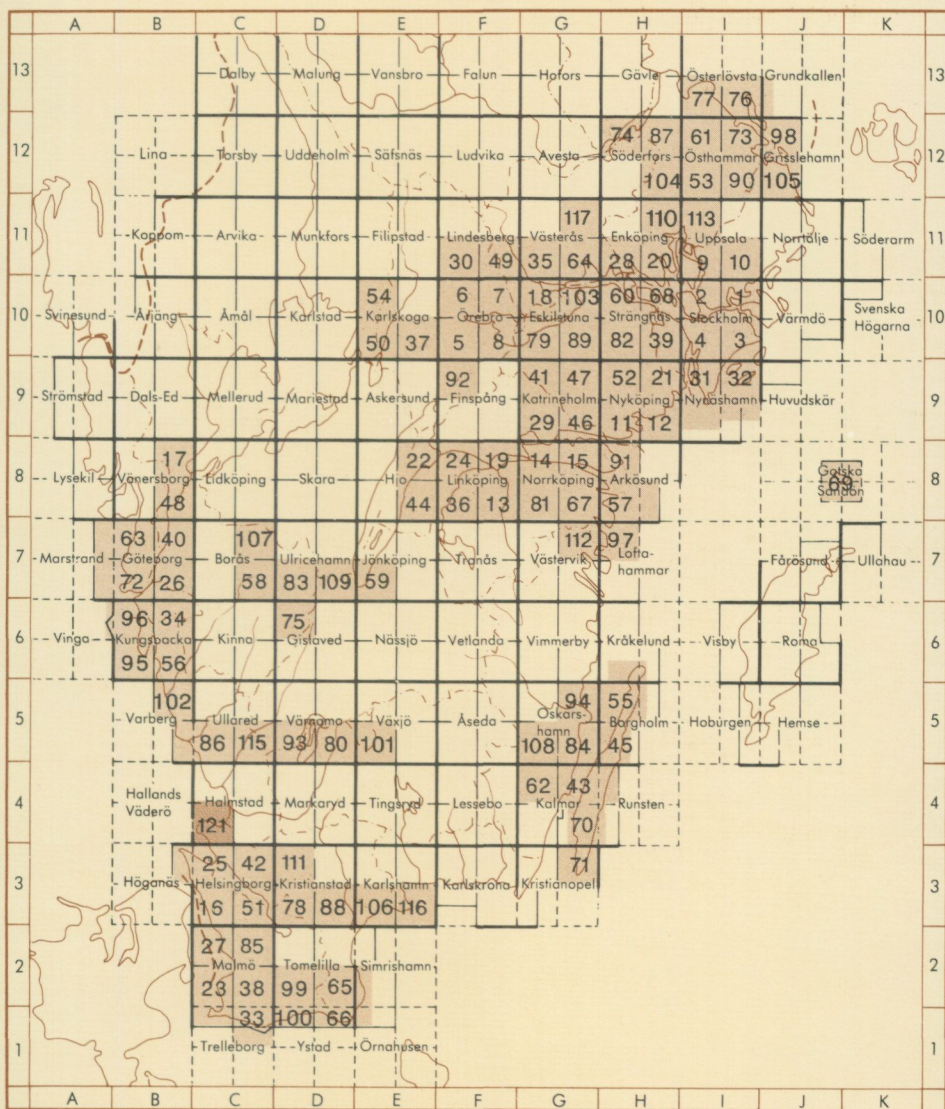 A B C D E F G H I J K
13 Dalby Malung Vansbro Falun Hofors Gävle Österlövsta Grundkallen 13
77 76
74 87 61 73 98
12 Lina Torsby Uddeholm Säfsnäs Ludvika Avesta Söderfors Östhammar Grisslehamn 12
104 53 90 105
117 110 113
11 Koppom Arvika Munkfors Filipstad Lindesberg Västerås Enköping Uppsala Norrtälje Söderarm 11
30 49 35 64 28 20 9 10
54 6 7 18 103 60 68 2 1
10 Svinesund Årjäng Åmål Karlstad Karlskoga Örebro Eskilstuna Strängnäs Stockholm Värmdö Svenska Högarna 10
50 37 5 8 79 89 82 39 4 3
92 41 47 52 21 31 32
9 Strömstad Dals-Ed Mellerud Mariestad Askersund Finspång Katrineholm Nyköping Nynäshamn Huvudskär 9
29 46 11 12
17 22 24 19 14 15 91
8 Lysekil Vänersborg Lidköping Skara Hjo Linköping Norrköping Arkösund Gotska Sandön 69 8
48 44 36 13 81 67 57
63 40 107 112 97
7 Marstrand Göteborg Borås Ulricehamn Jönköping Tranås Västervik Lofta-
hammar Fårösund Ullahau 7
72 26 58 83 109 59
96 34 75
6 Vinga Kungsbacka Kinna Gislaved Nässjö Vetlanda Vimmerby Kråkelund Visby Roma 6
95 56
102 94 55
5 Varberg Ullared Värnamo Växjö Åseda Oskars-
hamn Borgholm Hoburgen Hemse 5
86 115 93 80 101 108 84 45
62 43
4 Hallands Väderö Halmstad Markaryd Tingsryd Lessebo Kalmar Runsten 4
121 70
25 42 111 71
3 Höganäs Helsingborg Kristianstad Karlshamn Karlskrona Kristianopel 3
16 51 78 88 106 116
27 85
2 Malmö Tomelilla Simrishamn 2
23 38 99 65
33 100 66
1 Trelleborg Ystad Örnahusen 1
A B C D E F G H I J K